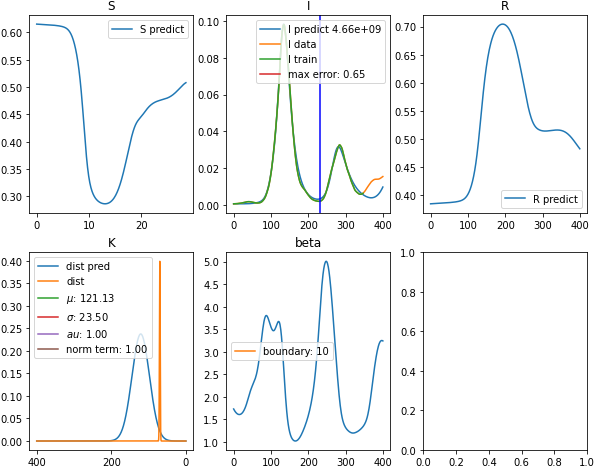 S
0.60
0.55
0.50
0.45
0.40
0.35
0.30
0 10 20
S predict
I
0.10
0.08
0.06
0.04
0.02
0.00
0 100 200 300 400
I predict 4.66e+09
I data
I train
max error: 0.65
R
0.70
0.65
0.60
0.55
0.50
0.45
0.40
0 100 200 300 400
R predict
K
0.40
0.35
0.30
0.25
0.20
0.15
0.10
0.05
0.00
400 200 0
dist pred
dist
μ: 121.13
σ: 23.50
au: 1.00
norm term: 1.00
beta
5.0
4.5
4.0
3.5
3.0
2.5
2.0
1.5
1.0
0 100 200 300 400
boundary: 10
1.0
0.8
0.6
0.4
0.2
0.0
0.0 0.2 0.4 0.6 0.8 1.0